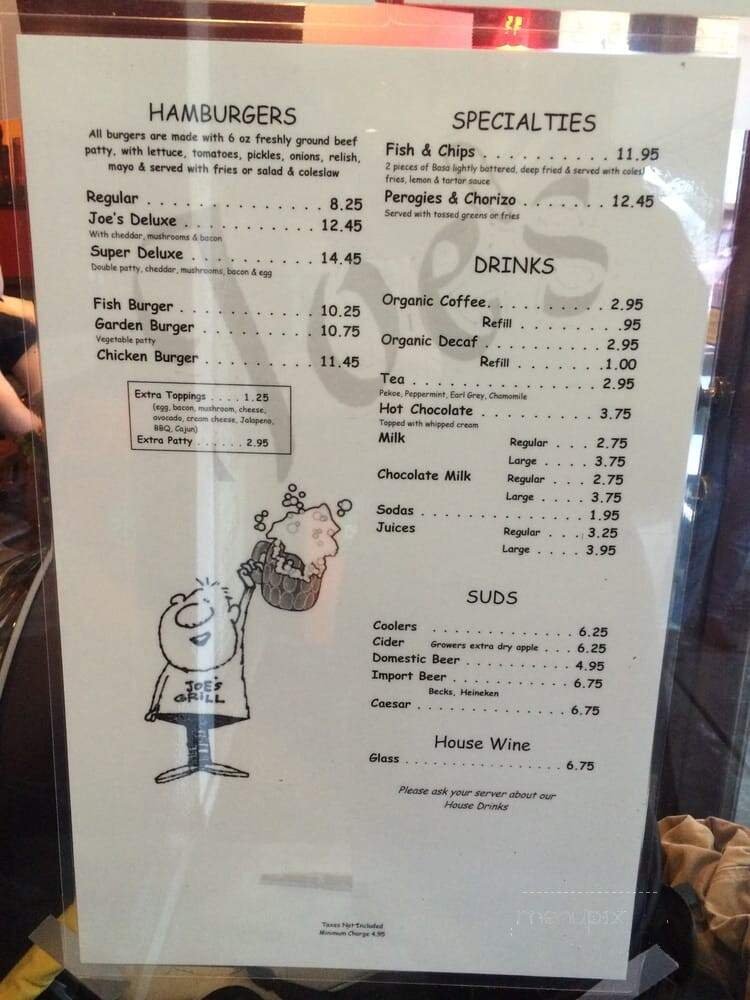 HAMBURGERS
All burgers are made with 6 oz freshly ground beef
patty, with lettuce, tomatoes, pickles, onions, relish,
mayo & served with fries or salad & coleslaw
Regular . . . . . . . . . . . . . . . . 8.25
Joe's Deluxe . . . . . . . . . . . . 12.45
With cheddar, mushrooms & bacon
Super Deluxe . . . . . . . . . . . 14.45
Double patty, cheddar, mushrooms, bacon & egg
Fish Burger . . . . . . . . . . . . 10.25
Garden Burger . . . . . . . . . 10.75
Vegetable patty
Chicken Burger . . . . . . . . . 11.45
Extra Toppings . . . . 1.25
(egg, bacon, mushroom, cheese,
avocado, cream cheese, Jalapeno,
BBQ, Cajun)
Extra Patty . . . . . . 2.95
JOE'S
GRILL
SPECIALTIES
Fish & Chips . . . . . . . . . . 11.95
2 pieces of Basa lightly battered, deep fried & served with
fries, lemon & tartar sauce
Perogies & Chorizo . . . . . . . 12.45
Served with tossed greens or fries
Joe's
DRINKS
Organic Coffee. . . . . . . . . . . 2.95
Refill . . . . . . . . .95
Organic Decaf . . . . . . . . . . . 2.95
Refill . . . . . . . .1.00
Tea . . . . . . . . . . . . . . . . . 2.95
Pekoe, Peppermint, Earl Grey, Chamomile
Hot Chocolate . . . . . . . . . . 3.75
Topped with whipped cream
Milk Regular . . . 2.75
Large . . . . 3.75
Chocolate Milk Regular . . . 2.75
Large . . . . 3.75
Sodas . . . . . . . . . . . . . . . 1.95
Juices Regular . . . 3.25
Large . . . . 3.95
SUDS
Coolers . . . . . . . . . . . . . 6.25
Cider Growers extra dry apple . . . 6.25
Domestic Beer . . . . . . . . . . 4.95
Import Beer . . . . . . . . . . . 6.75
Becks, Heineken
Caesar . . . . . . . . . . . . . . 6.75
House Wine
Glass . . . . . . . . . . . . . . . . 6.75
Please ask your server about our
House Drinks
Taxes Not Included
Minimum Charge 4.95
menupix